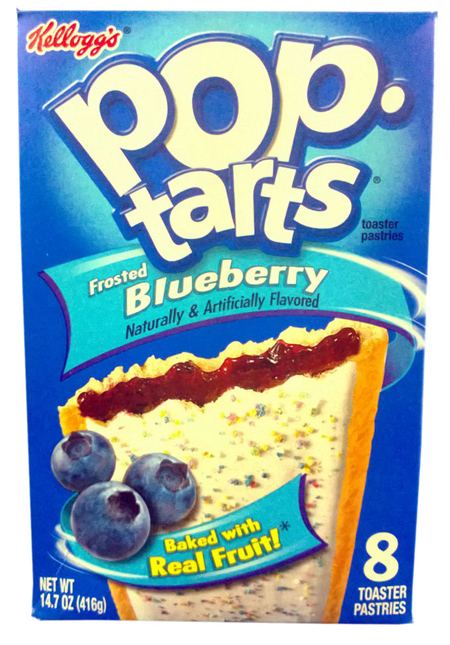 Kellogg's®
pop.
tarts®
toaster
pastries
Frosted
Blueberry
Naturally & Artificially Flavored
Baked with
Real Fruit!*
NET WT
14.7 OZ (416g)
8
TOASTER
PASTRIES